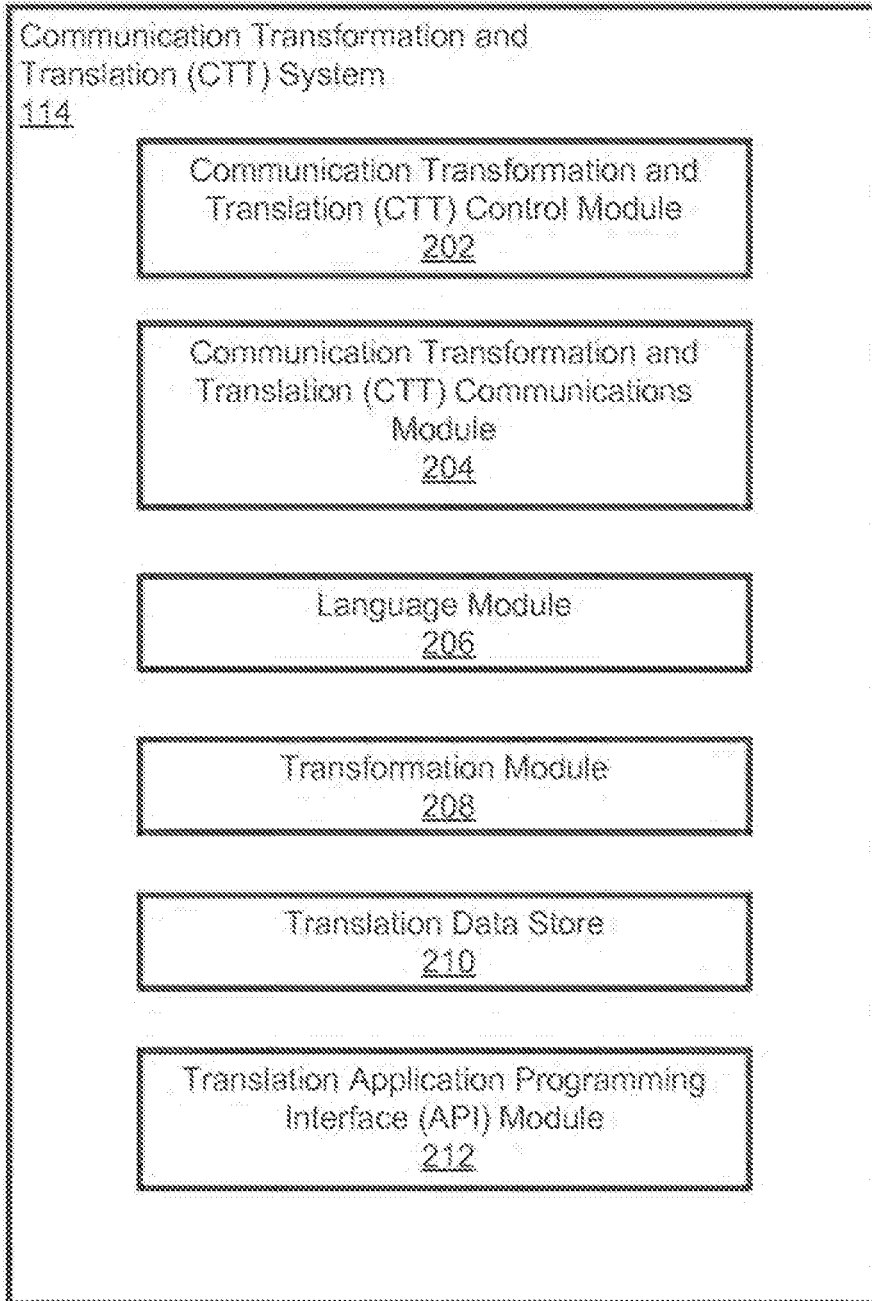 Communication Transformation and
Translation (CTT) System
114
Communication Transformation and
Translation (CTT) Control Module
202
Communication Transformation and
Translation (CTT) Communications
Module
204
Language Module
206
Transformation Module
208
Translation Data Store
210
Translation Application Programming
Interface (API) Module
212